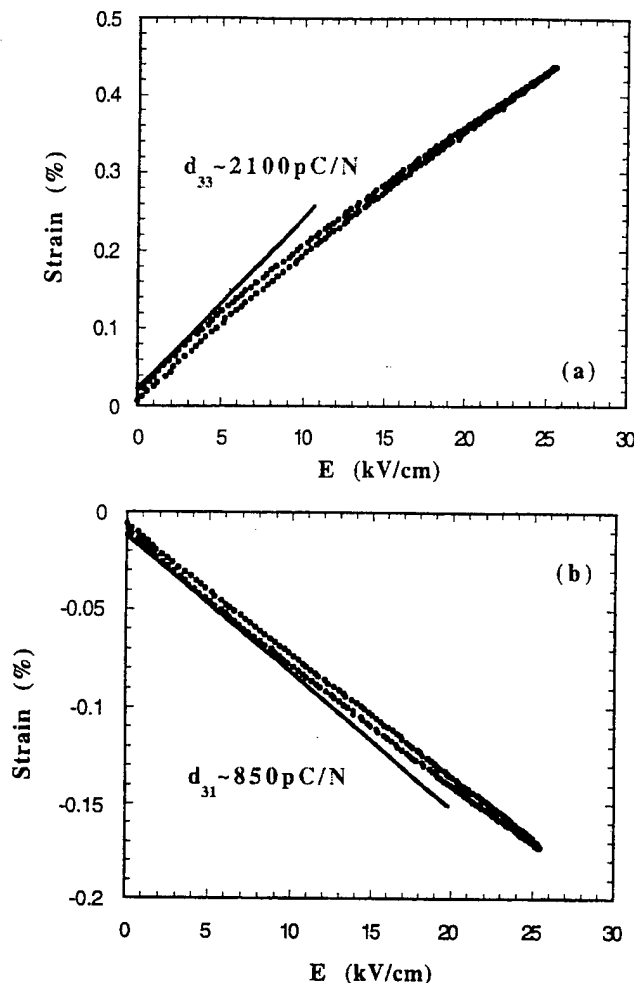 0.5
0.4
d33~2100pC/N
0.3
Strain (%)
0.2
0.1
(a)
0
0 5 10 15 20 25 30
E (kV/cm)
0
(b)
-0.05
Strain (%)
-0.1
d31~850pC/N
-0.15
-0.2
0 5 10 15 20 25 30
E (kV/cm)